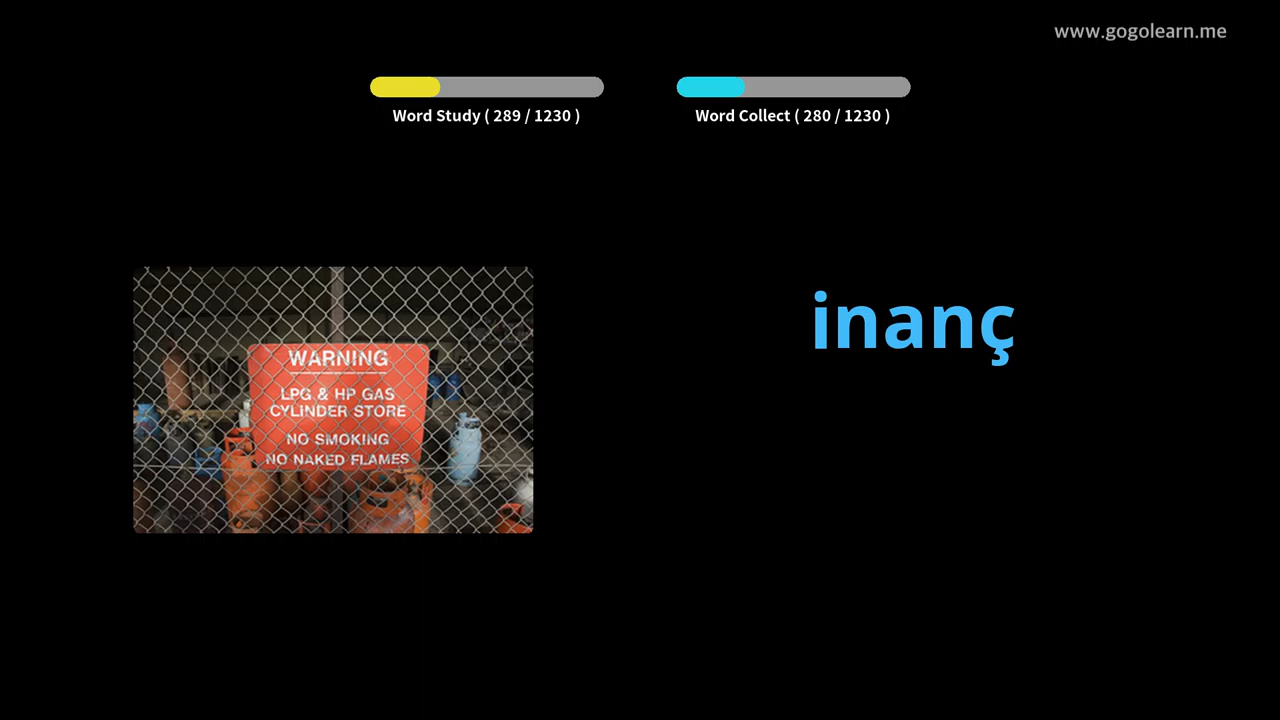 www.gogolearn.me
Word Study ( 289 / 1230 )
Word Collect ( 280 / 1230 )
WARNING
LPG & HP GAS
CYLINDER STORE
NO SMOKING
NO NAKED FLAMES
inanç